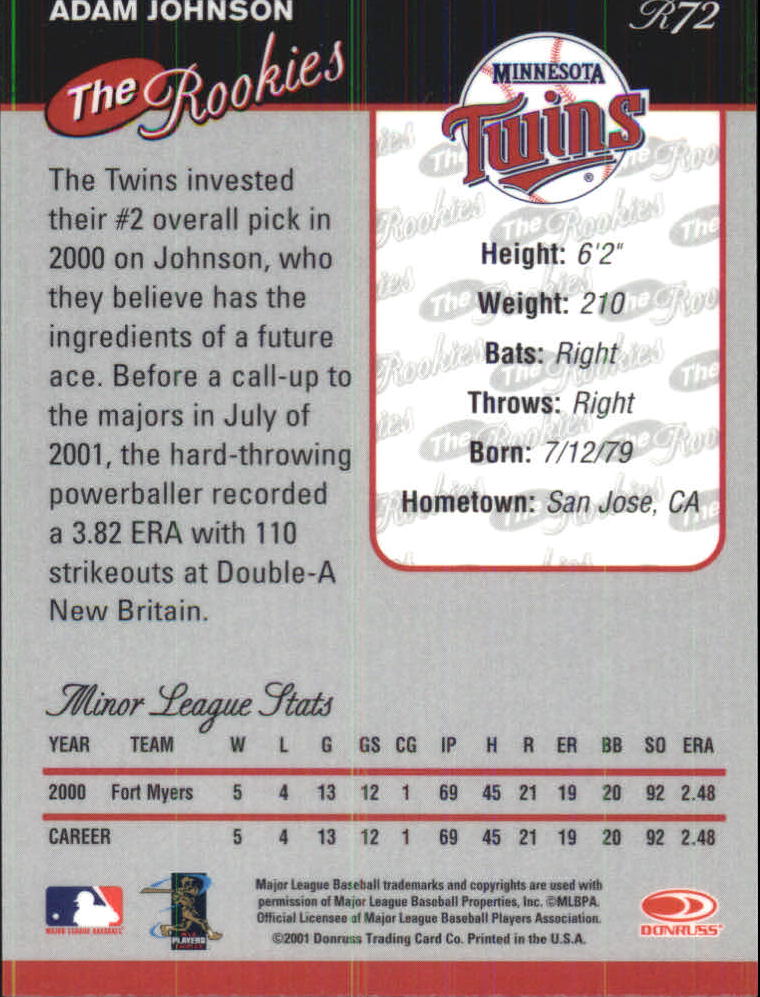 ADAM JOHNSON
R72
The Rookies
MINNESOTA
Twins
®
The Twins invested
their #2 overall pick in
2000 on Johnson, who
they believe has the
ingredients of a future
ace. Before a call-up to
the majors in July of
2001, the hard-throwing
powerballer recorded
a 3.82 ERA with 110
strikeouts at Double-A
New Britain.
Height: 6'2"
Weight: 210
Bats: Right
Throws: Right
Born: 7/12/79
Hometown: San Jose, CA
Minor League Stats
YEAR TEAM W L G GS CG IP H R ER BB SO ERA
2000 Fort Myers 5 4 13 12 1 69 45 21 19 20 92 2.48
CAREER 5 4 13 12 1 69 45 21 19 20 92 2.48
MAJOR LEAGUE BASEBALL
PLAYERS
Major League Baseball trademarks and copyrights are used with
permission of Major League Baseball Properties, Inc. ©MLBPA.
Official Licensee of Major League Baseball Players Association.
©2001 Donruss Trading Card Co. Printed in the U.S.A.
DONRUSS